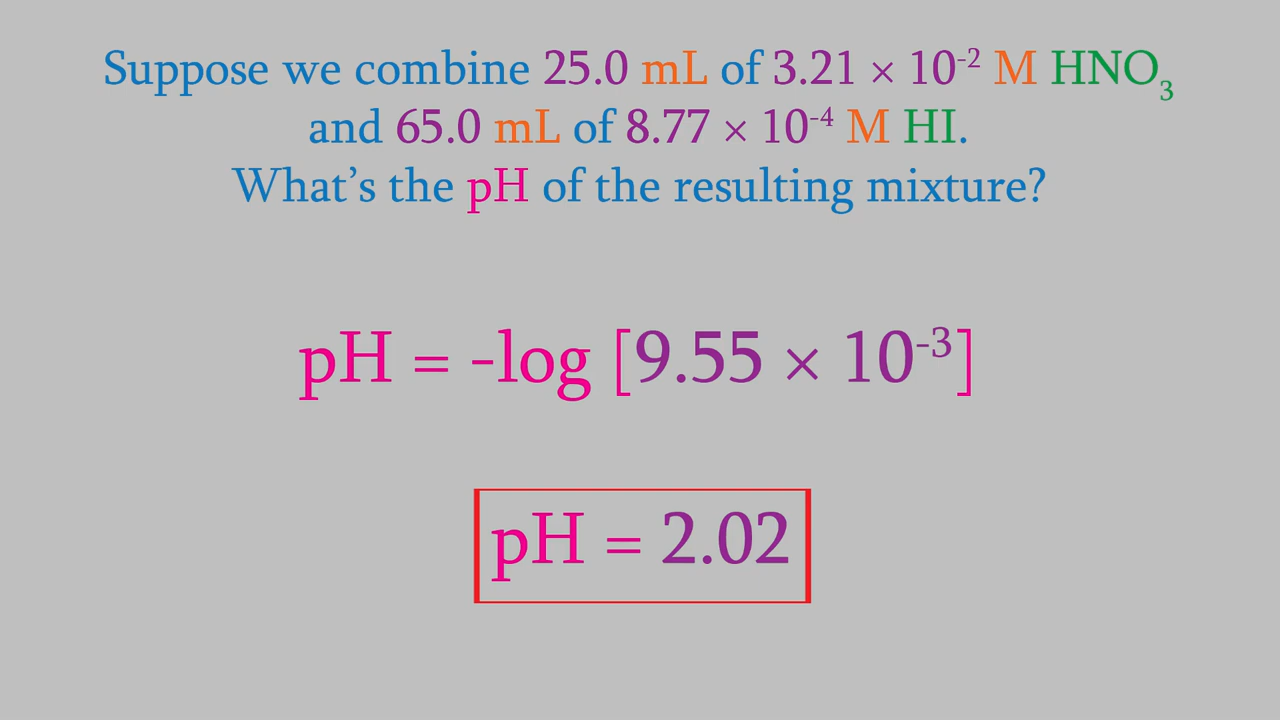 Suppose we combine 25.0 mL of 3.21 × 10⁻² M HNO₃
and 65.0 mL of 8.77 × 10⁻⁴ M HI.
What’s the pH of the resulting mixture?
pH = -log [9.55 × 10⁻³]
pH = 2.02